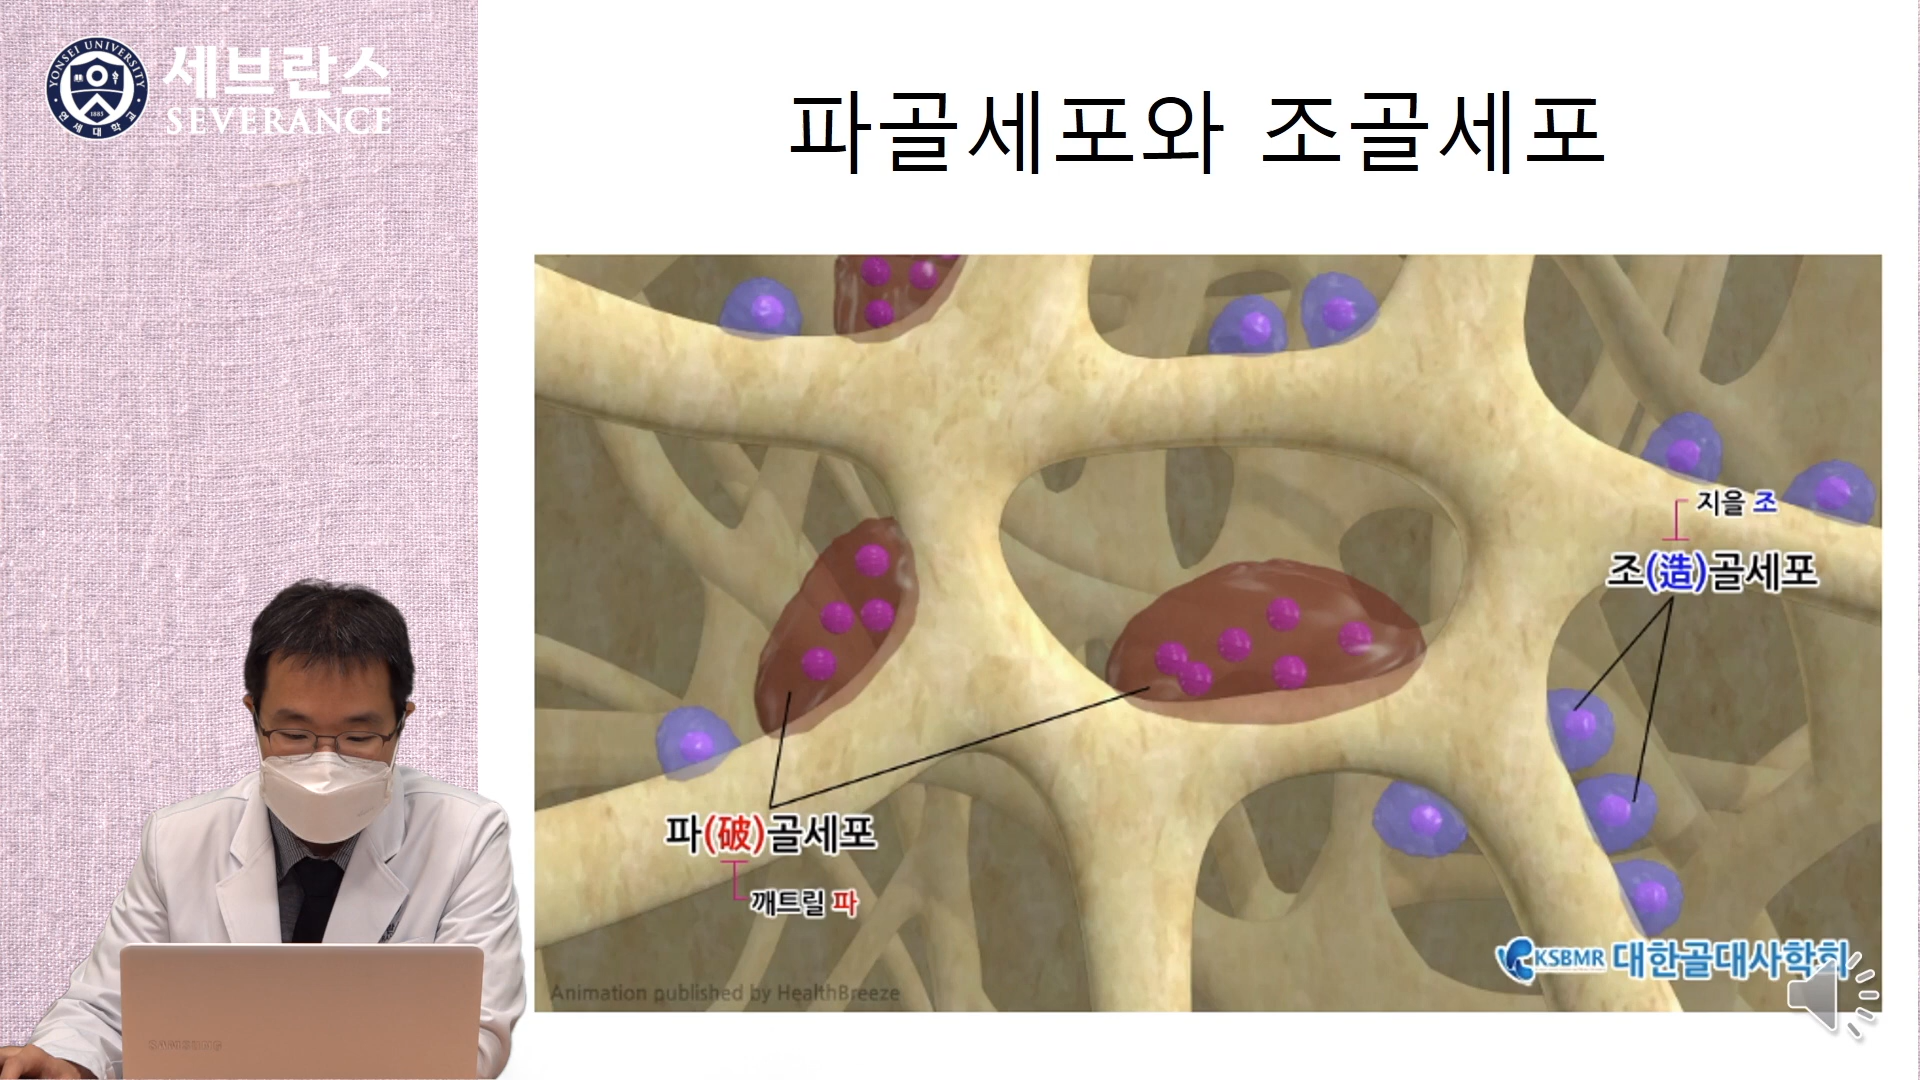 YONSEI UNIVERSITY
1885
연세대학교
세브란스
SEVERANCE
파골세포와 조골세포
지을 조
조(造)골세포
파(破)골세포
깨트릴 파
KSBMR 대한골대사학회
Animation published by HealthBreeze
SAMSUNG